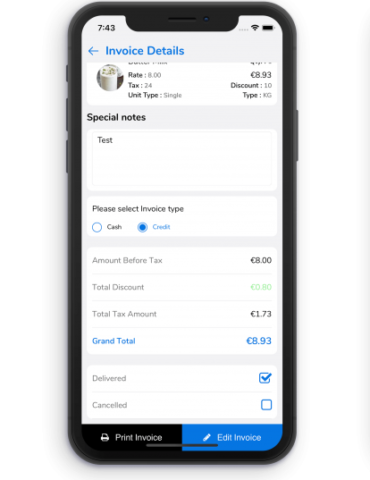 7:43
Invoice Details
Rate : 8.00
€8.93
Tax : 24
Discount : 10
Unit Type : Single
Type : KG
Special notes
Test
Please select Invoice type
Cash
Credit
Amount Before Tax
€8.00
Total Discount
€0.80
Total Tax Amount
€1.73
Grand Total
€8.93
Delivered
Cancelled
Print Invoice
Edit Invoice